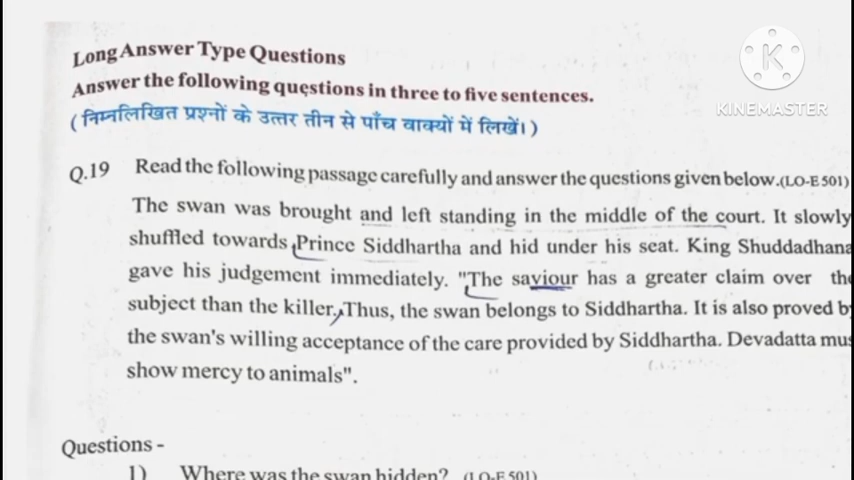 Long Answer Type Questions
Answer the following questions in three to five sentences.
(निम्नलिखित प्रश्नों के उत्तर तीन से पाँच वाक्यों में लिखें।)
K
KINEMASTER
Q.19 Read the following passage carefully and answer the questions given below.(LO-E 501)
The swan was brought and left standing in the middle of the court. It slowly
shuffled towards Prince Siddhartha and hid under his seat. King Shuddadhana
gave his judgement immediately. "The saviour has a greater claim over the
subject than the killer. Thus, the swan belongs to Siddhartha. It is also proved by
the swan's willing acceptance of the care provided by Siddhartha. Devadatta mus
show mercy to animals".
Questions -
1) Where was the swan hidden? (LO-E 501)